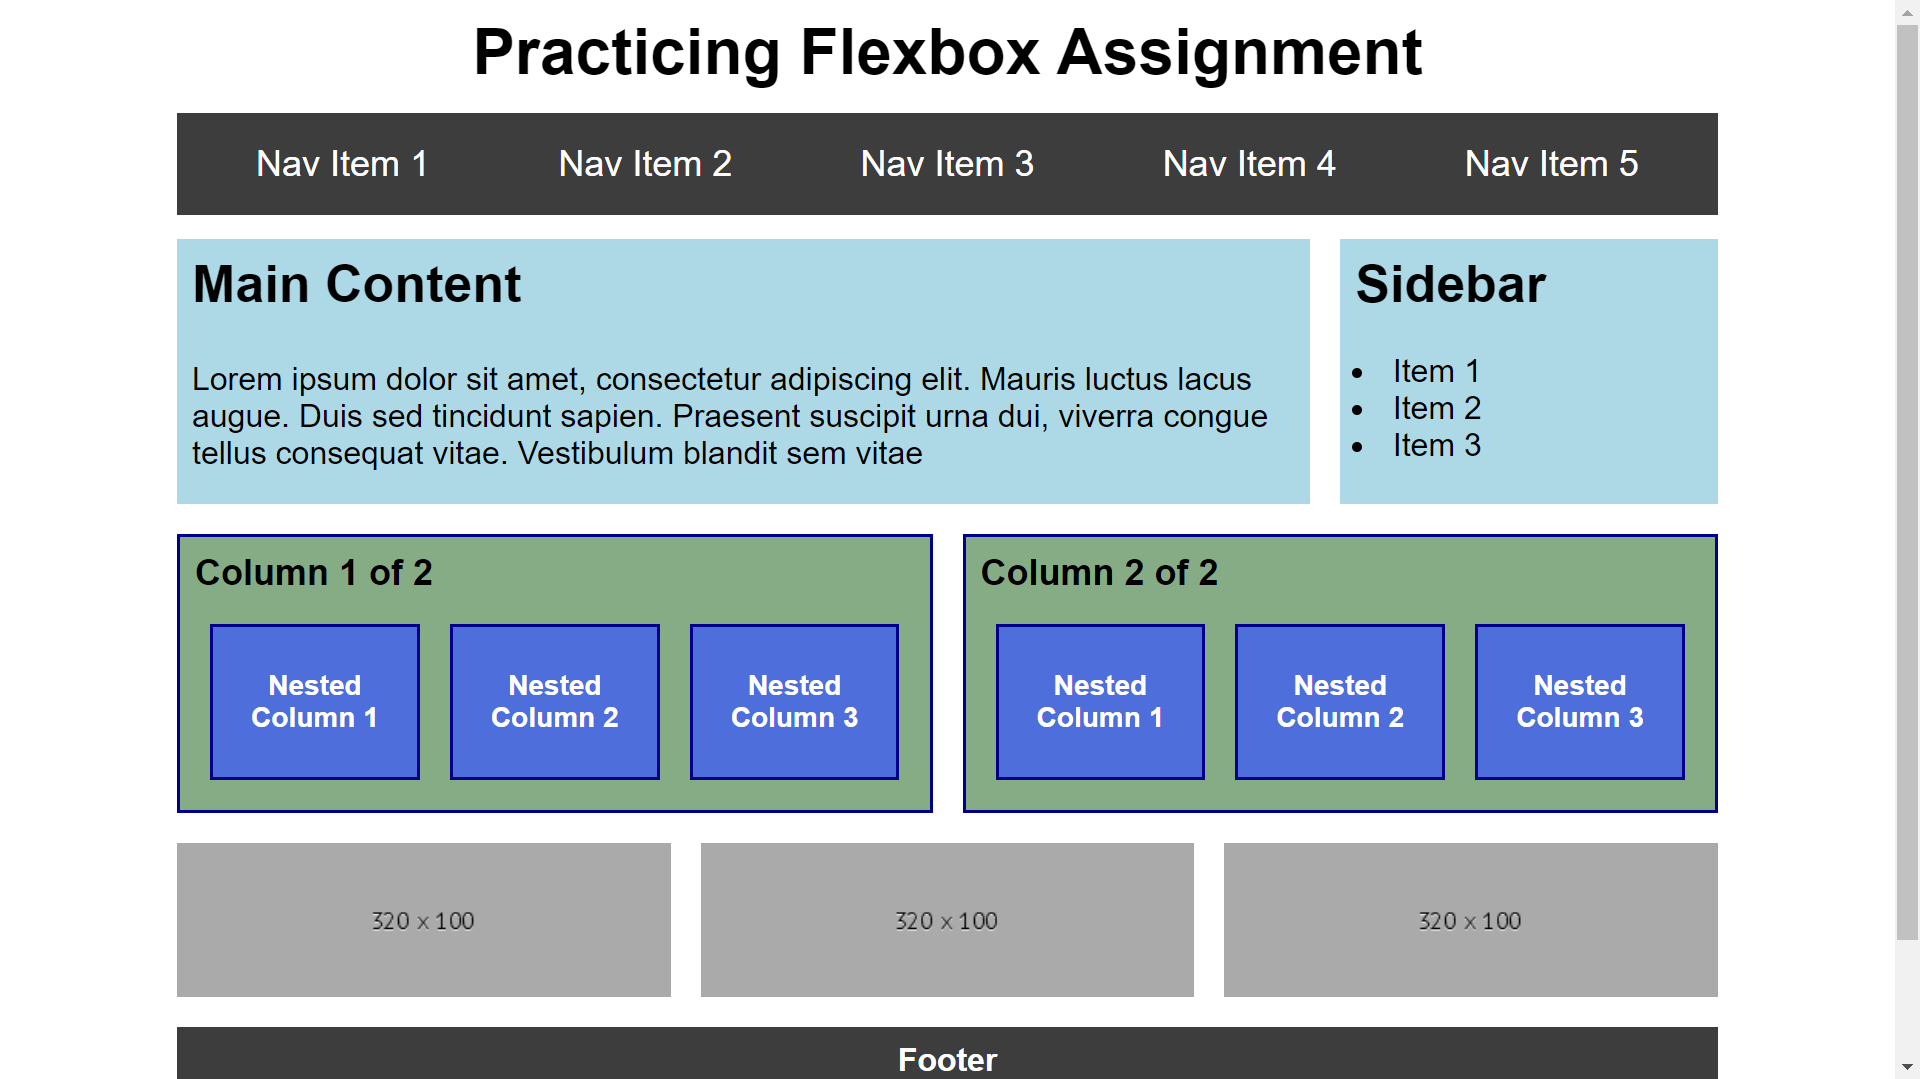 Practicing Flexbox Assignment
Nav Item 1 Nav Item 2 Nav Item 3 Nav Item 4 Nav Item 5
Main Content
Lorem ipsum dolor sit amet, consectetur adipiscing elit. Mauris luctus lacus
augue. Duis sed tincidunt sapien. Praesent suscipit urna dui, viverra congue
tellus consequat vitae. Vestibulum blandit sem vitae
Sidebar
Item 1
Item 2
Item 3
Column 1 of 2
Nested
Column 1
Nested
Column 2
Nested
Column 3
Column 2 of 2
Nested
Column 1
Nested
Column 2
Nested
Column 3
320 x 100
320 x 100
320 x 100
Footer